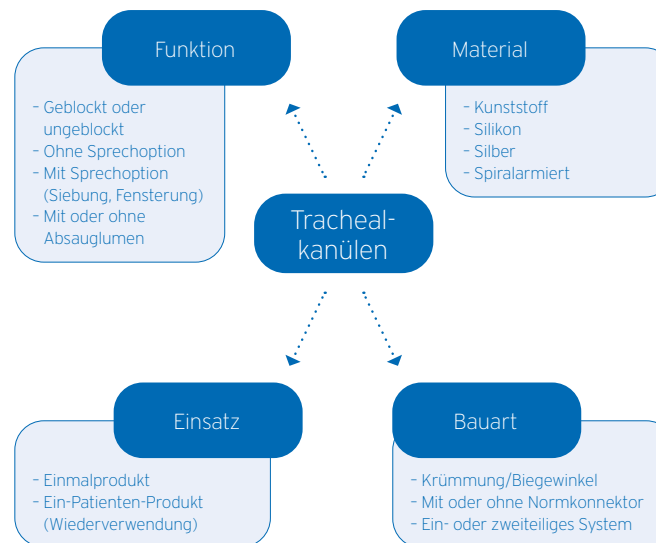 Funktion
– Geblockt oder
ungeblockt
– Ohne Sprechoption
– Mit Sprechoption
(Siebung, Fensterung)
– Mit oder ohne
Absauglumen
Material
– Kunststoff
– Silikon
– Silber
– Spiralarmiert
Tracheal-
kanülen
Einsatz
– Einmalprodukt
– Ein-Patienten-Produkt
(Wiederverwendung)
Bauart
– Krümmung/Biegewinkel
– Mit oder ohne Normkonnektor
– Ein- oder zweiteiliges System